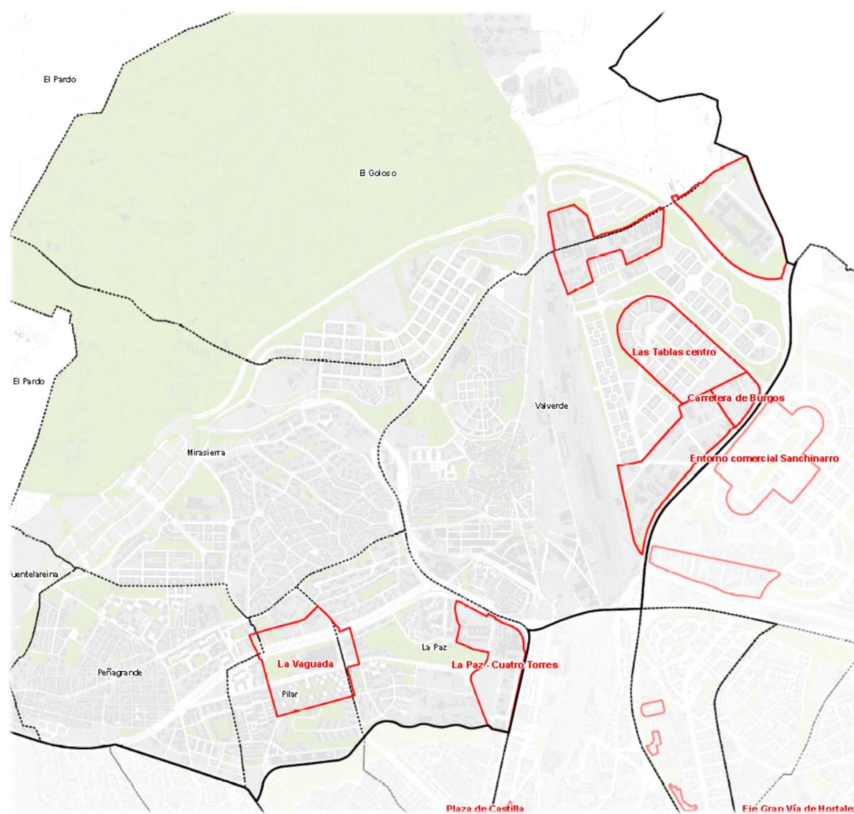 El Pardo
El Goloso
Las Tablas centro
El Pardo
Carretera de Burgos
Valverde
Mirasierra
Entorno comercial Sanchinarro
Fuentelareina
La Paz
La Vaguada
La Paz - Cuatro Torres
Peñagrande
Pilar
Plaza de Castilla
Eje Gran Vía de Hortalez